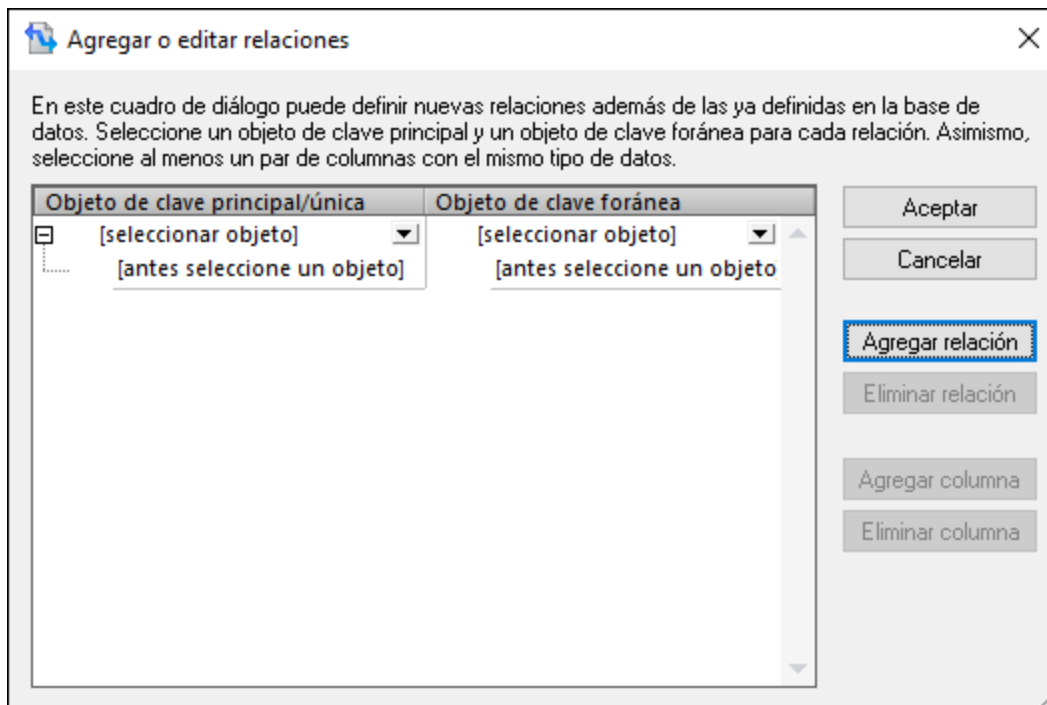 Agregar o editar relaciones
En este cuadro de diálogo puede definir nuevas relaciones además de las ya definidas en la base de
datos. Seleccione un objeto de clave principal y un objeto de clave foránea para cada relación. Asimismo,
seleccione al menos un par de columnas con el mismo tipo de datos.
Objeto de clave principal/única Objeto de clave foránea
[seleccionar objeto] [seleccionar objeto]
[antes seleccione un objeto] [antes seleccione un objeto
Aceptar
Cancelar
Agregar relación
Eliminar relación
Agregar columna
Eliminar columna